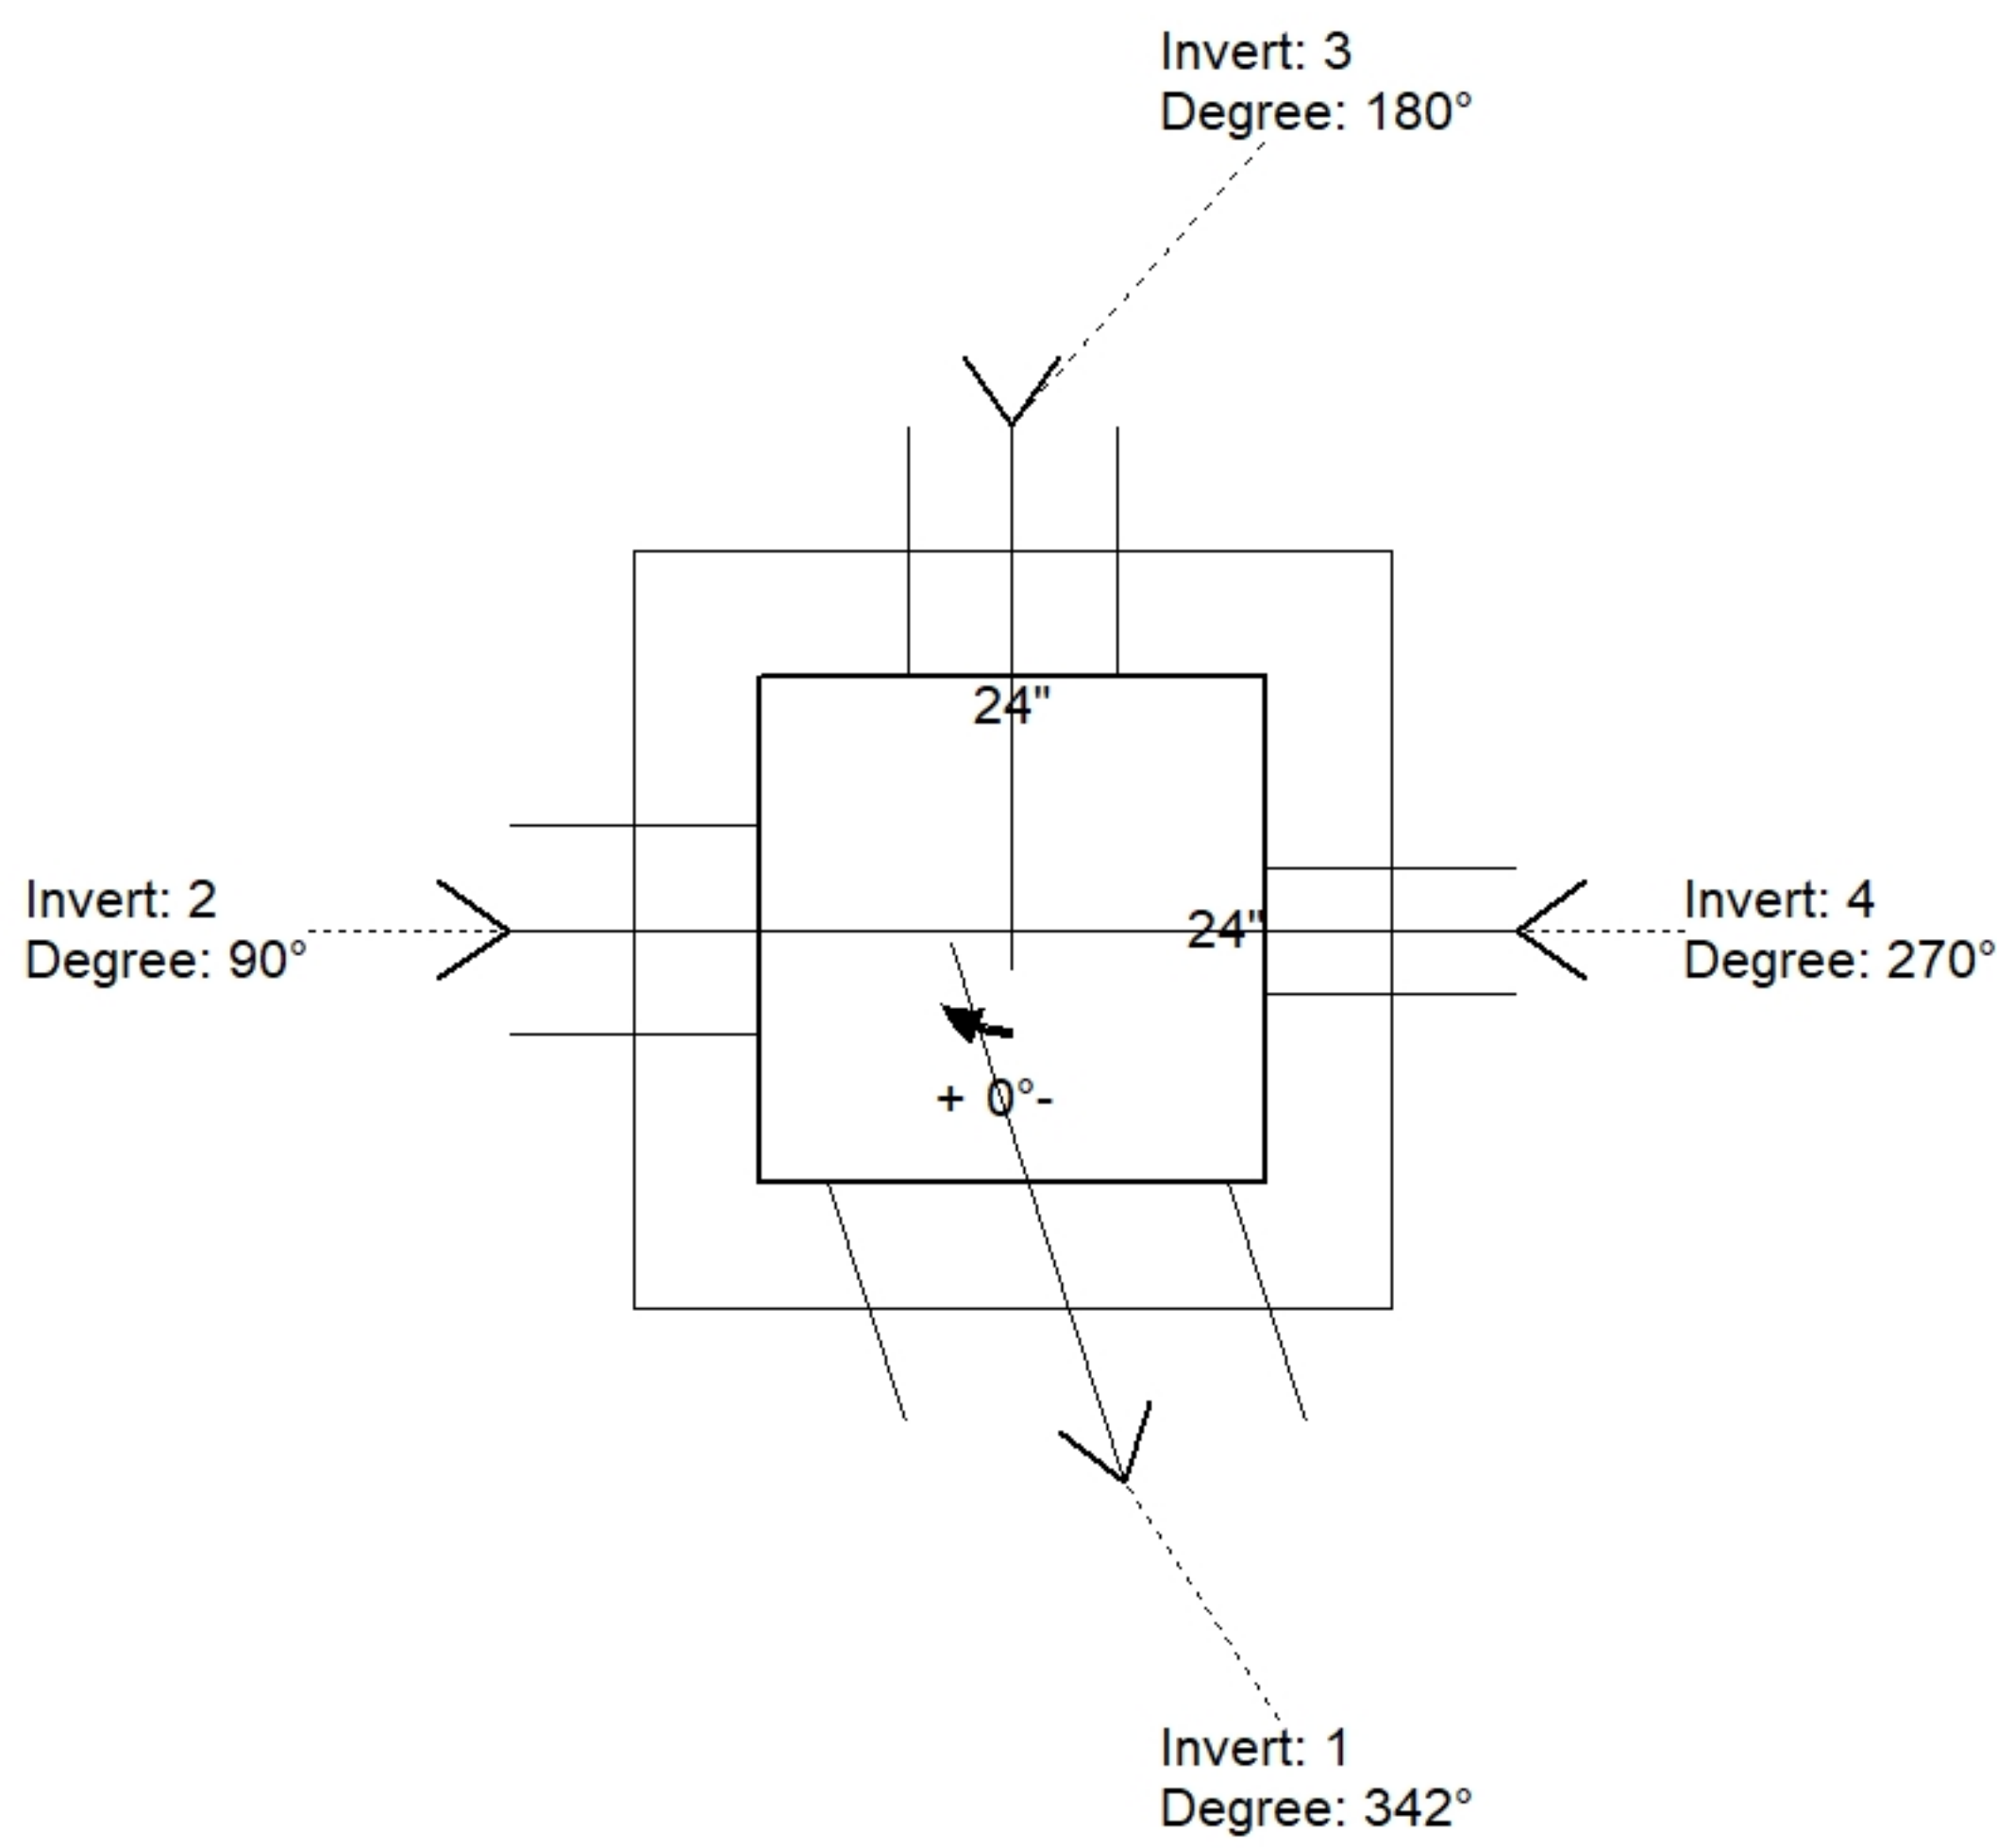 Invert: 3
Degree: 180°
24"
Invert: 2
Degree: 90°
24"
Invert: 4
Degree: 270°
+ 0°-
Invert: 1
Degree: 342°